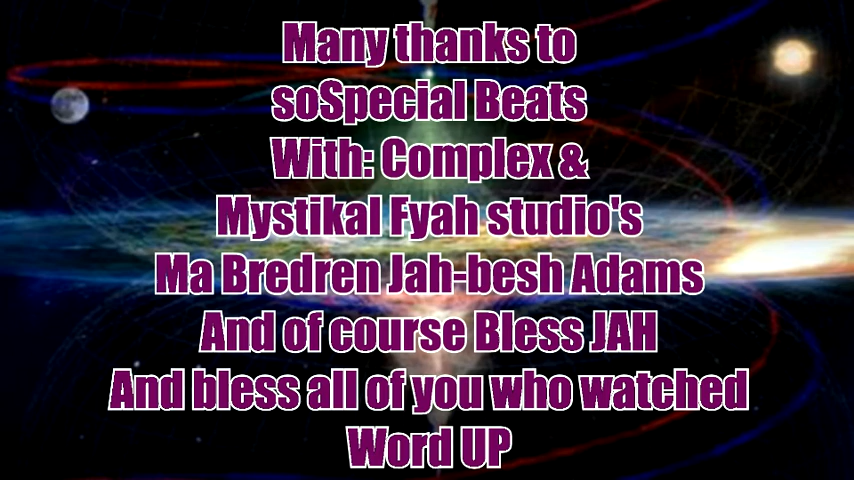 Many thanks to
soSpecial Beats
With: Complex &
Mystikal Fyah studio's
Ma Bredren Jah-besh Adams
And of course Bless JAH
And bless all of you who watched
Word UP